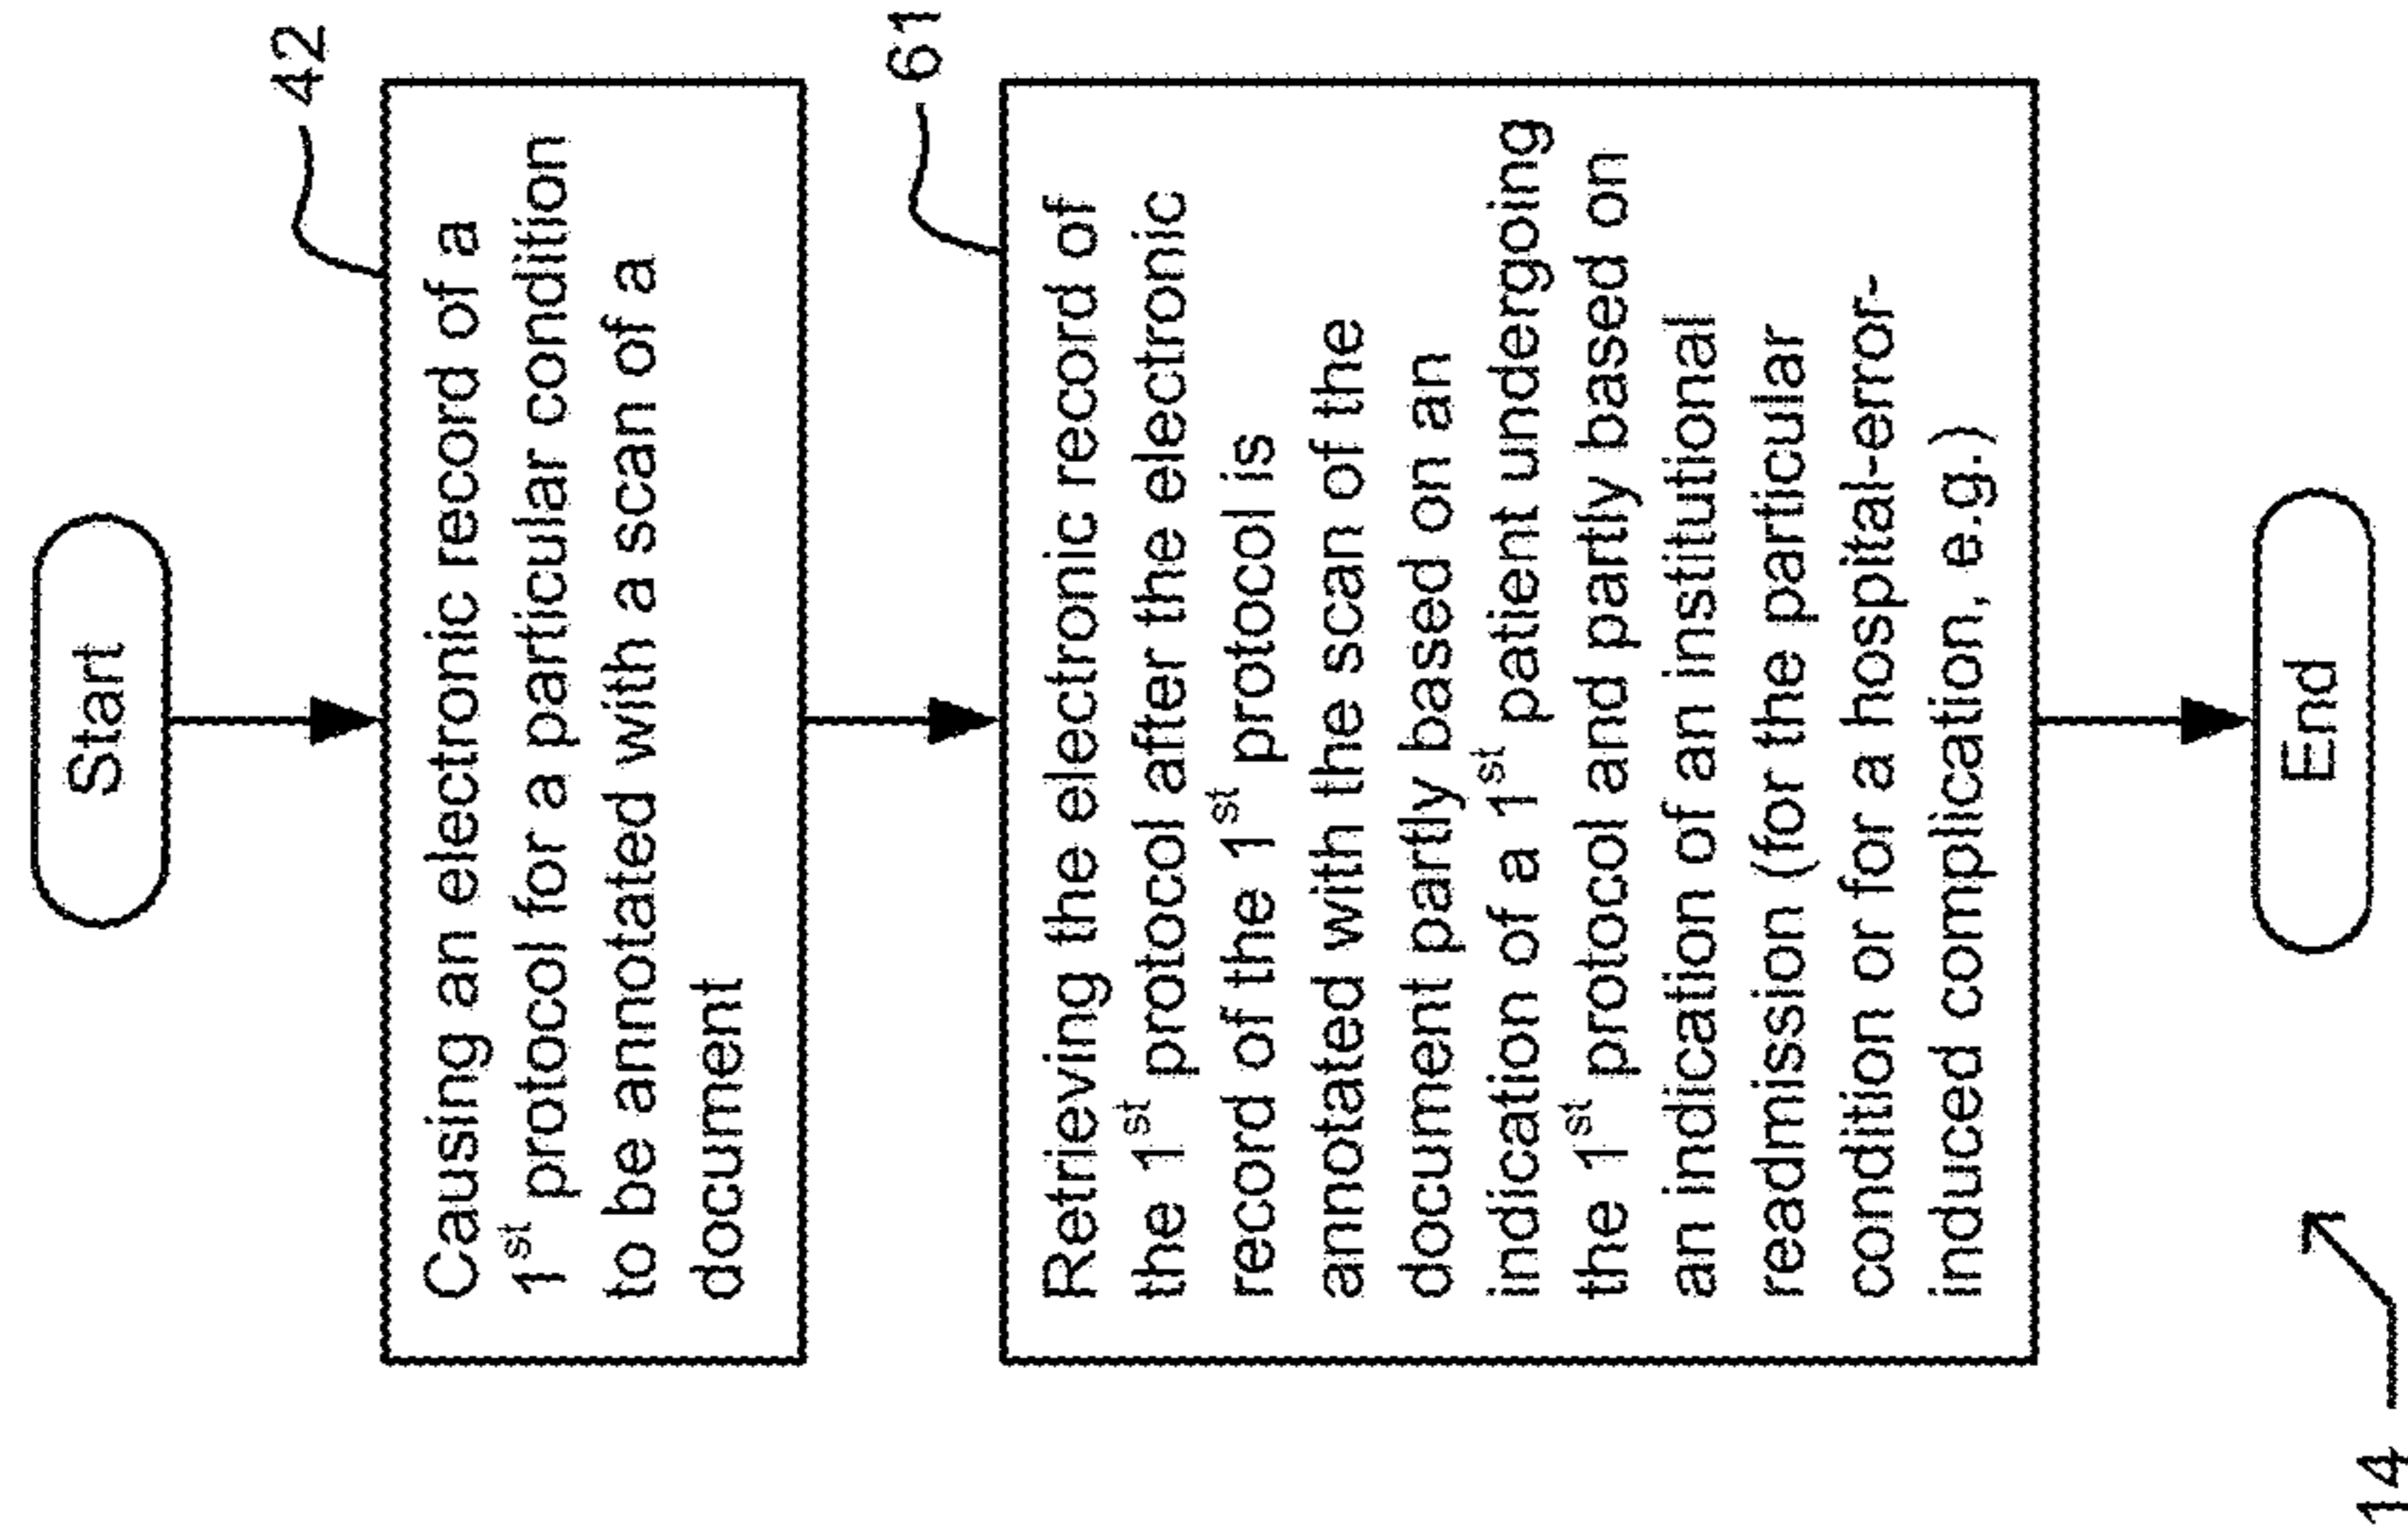 Start
42
Causing an electronic record of a
1st protocol for a particular condition
to be annotated with a scan of a
document
61
Retrieving the electronic record of
the 1st protocol after the electronic
record of the 1st protocol is
annotated with the scan of the
document partly based on an
indication of a 1st patient undergoing
the 1st protocol and partly based on
an indication of an institutional
readmission (for the particular
condition or for a hospital-error-
induced complication, e.g.)
End
14